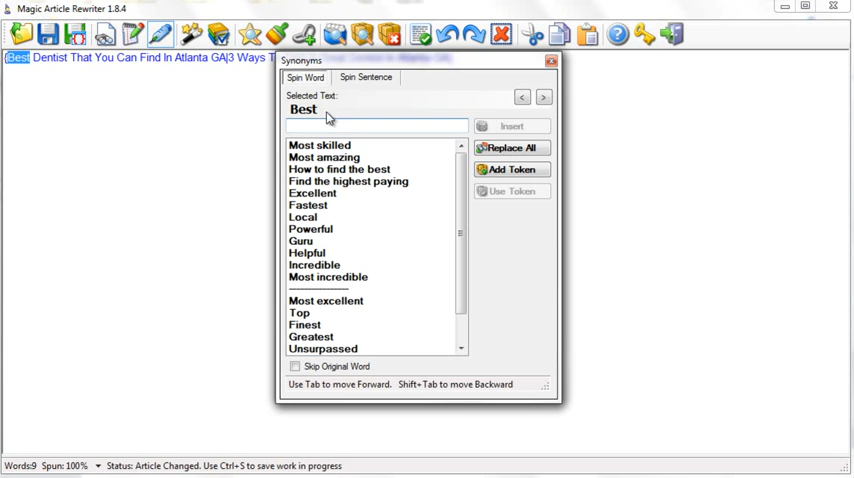 Magic Article Rewriter 1.8.4
{Best Dentist That You Can Find In Atlanta GA|3 Ways T
Synonyms
Spin Word
Spin Sentence
Selected Text:
Best
Insert
Most skilled
Most amazing
How to find the best
Find the highest paying
Excellent
Fastest
Local
Powerful
Guru
Helpful
Incredible
Most incredible
--------------------
Most excellent
Top
Finest
Greatest
Unsurpassed
Replace All
Add Token
Use Token
Skip Original Word
Use Tab to move Forward. Shift+Tab to move Backward
Words:9 Spun: 100% Status: Article Changed. Use Ctrl+S to save work in progress